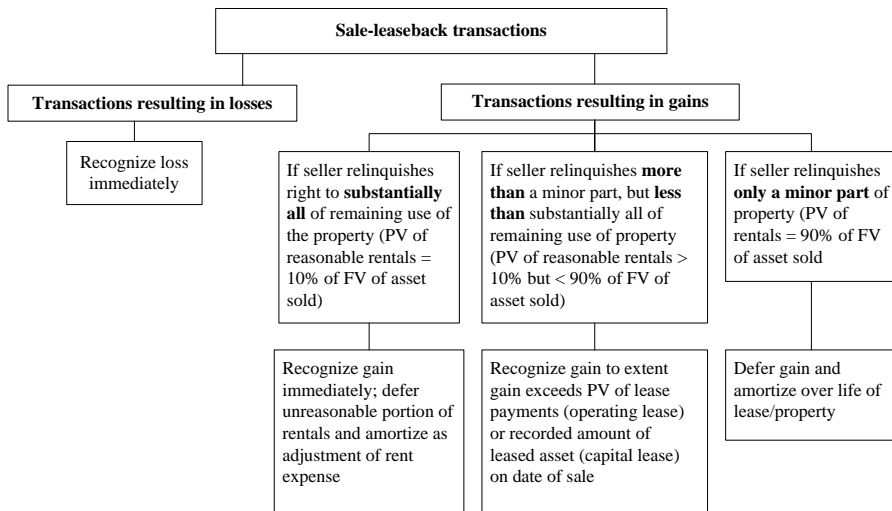 Sale-leaseback transactions
Transactions resulting in losses
Transactions resulting in gains
Recognize loss
immediately
If seller relinquishes
right to substantially
all of remaining use of
the property (PV of
reasonable rentals =
10% of FV of asset
sold)
If seller relinquishes more
than a minor part, but less
than substantially all of
remaining use of property
(PV of reasonable rentals >
10% but < 90% of FV of
asset sold)
If seller relinquishes
only a minor part of
property (PV of
rentals = 90% of FV
of asset sold
Recognize gain
immediately; defer
unreasonable portion of
rentals and amortize as
adjustment of rent
expense
Recognize gain to extent
gain exceeds PV of lease
payments (operating lease)
or recorded amount of
leased asset (capital lease)
on date of sale
Defer gain and
amortize over life of
lease/property